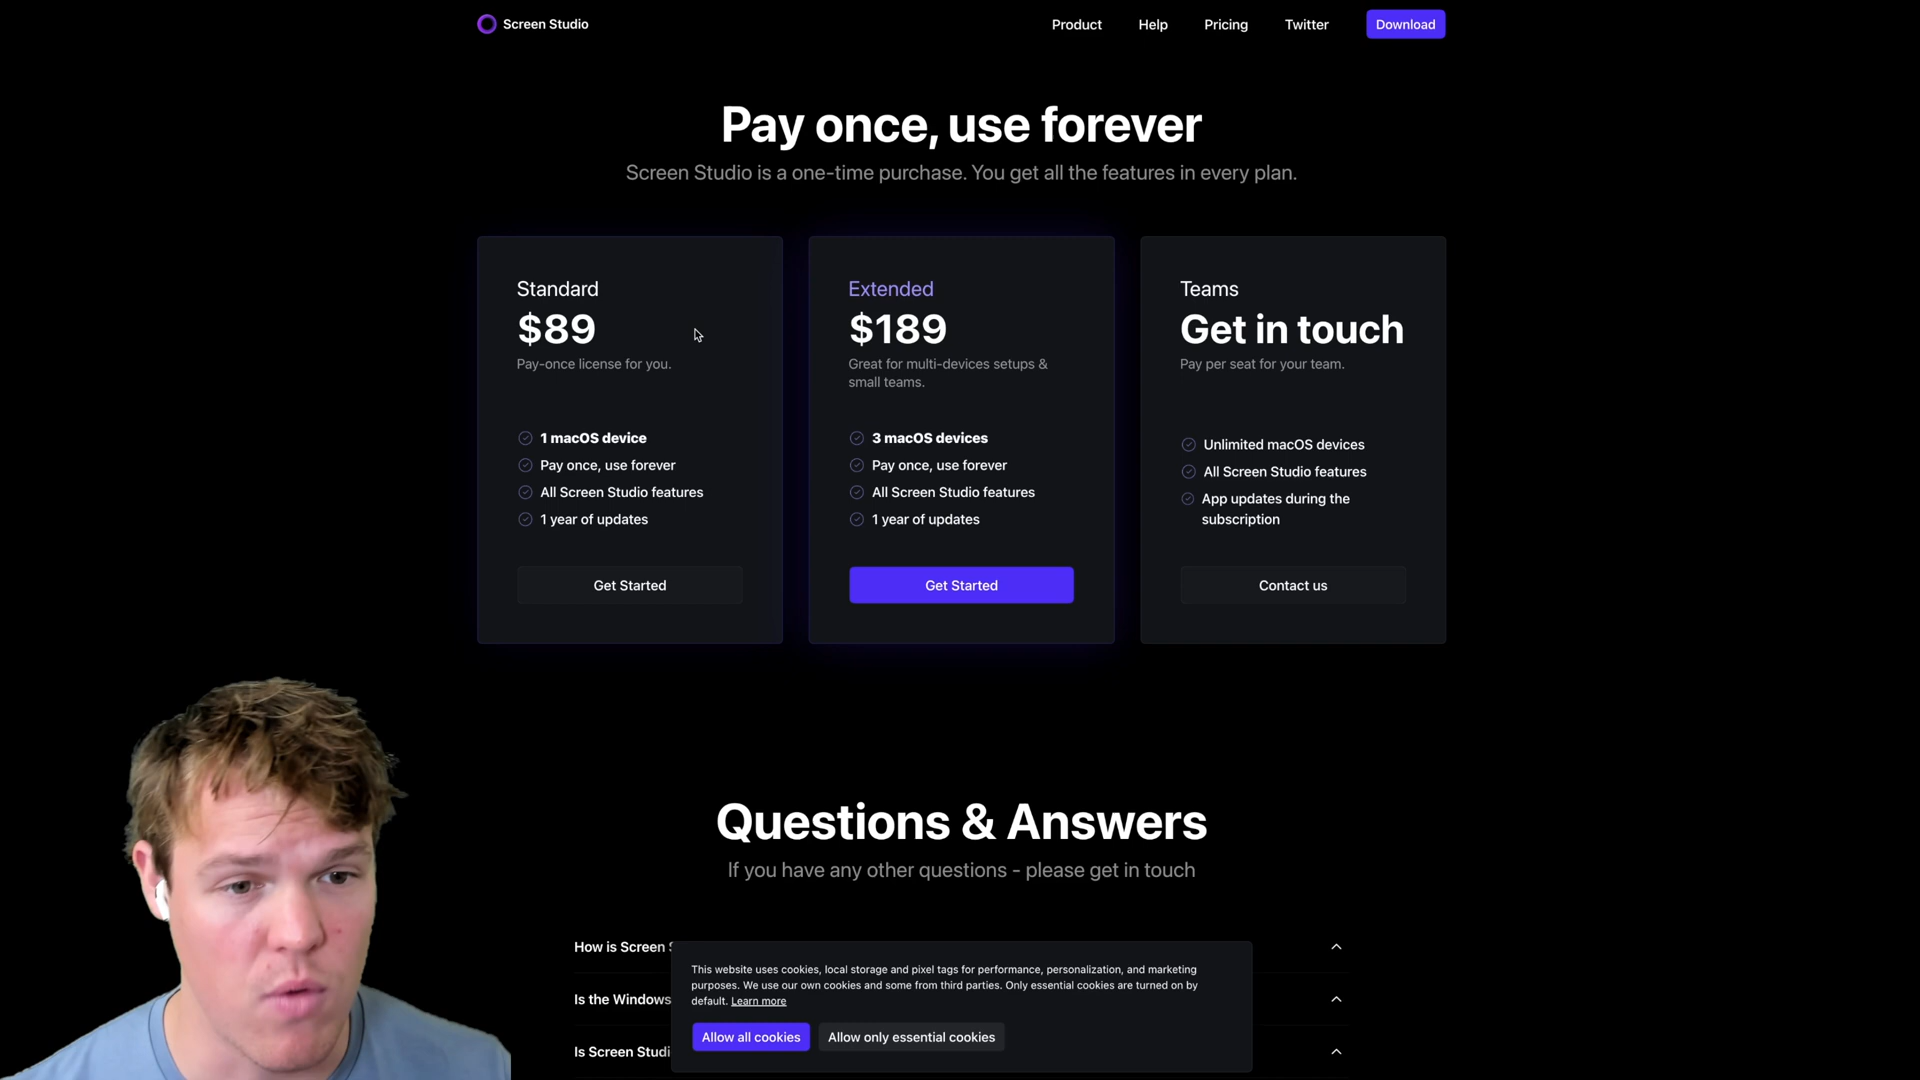 Screen Studio
Product
Help
Pricing
Twitter
Download
Pay once, use forever
Screen Studio is a one-time purchase. You get all the features in every plan.
Standard
$89
Pay-once license for you.
1 macOS device
Pay once, use forever
All Screen Studio features
1 year of updates
Get Started
Extended
$189
Great for multi-devices setups &
small teams.
3 macOS devices
Pay once, use forever
All Screen Studio features
1 year of updates
Get Started
Teams
Get in touch
Pay per seat for your team.
Unlimited macOS devices
All Screen Studio features
App updates during the
subscription
Contact us
Questions & Answers
If you have any other questions - please get in touch
How is Screen
Is the Windows
Is Screen
This website uses cookies, local storage and pixel tags for performance, personalization, and marketing
purposes. We use our own cookies and some from third parties. Only essential cookies are turned on by
default. Learn more
Allow all cookies
Allow only essential cookies